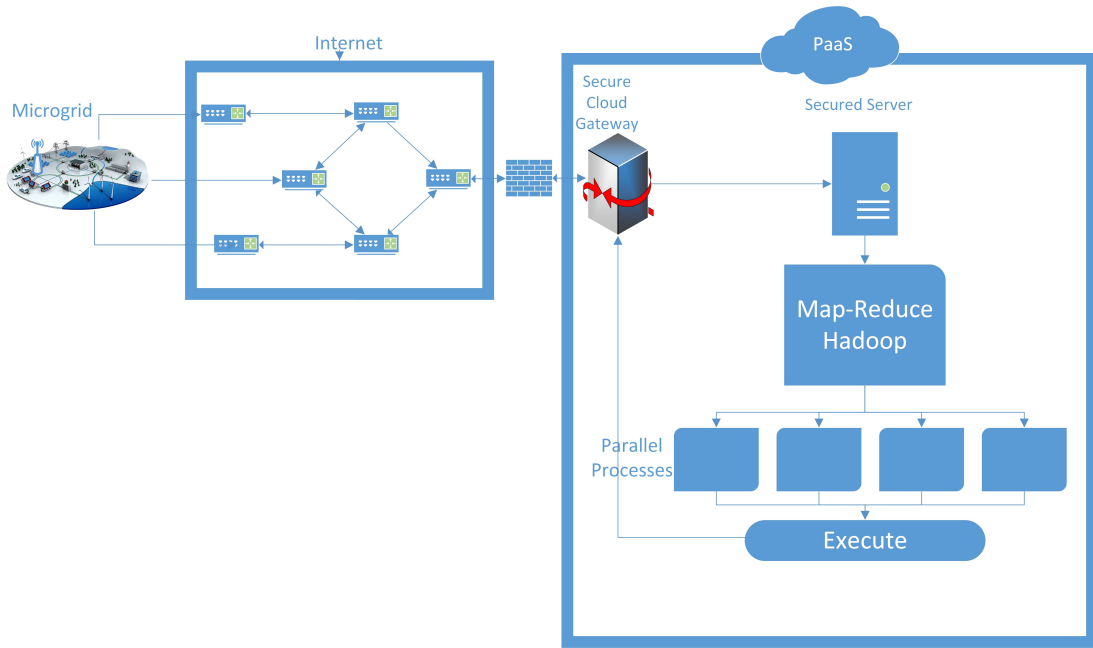 Internet
Microgrid
PaaS
Secure
Cloud
Gateway
Secured Server
Map-Reduce
Hadoop
Parallel
Processes
Execute